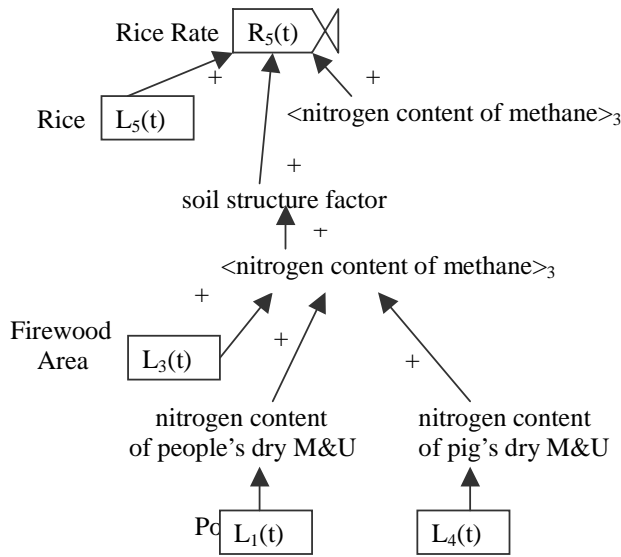 Rice Rate R₅(t)
+ +
Rice L₅(t) <nitrogen content of methane>₃
+
soil structure factor
+
<nitrogen content of methane>₃
+
Firewood
Area
L₃(t)
+ +
nitrogen content nitrogen content
of people's dry M&U of pig's dry M&U
L₁(t) L₄(t)